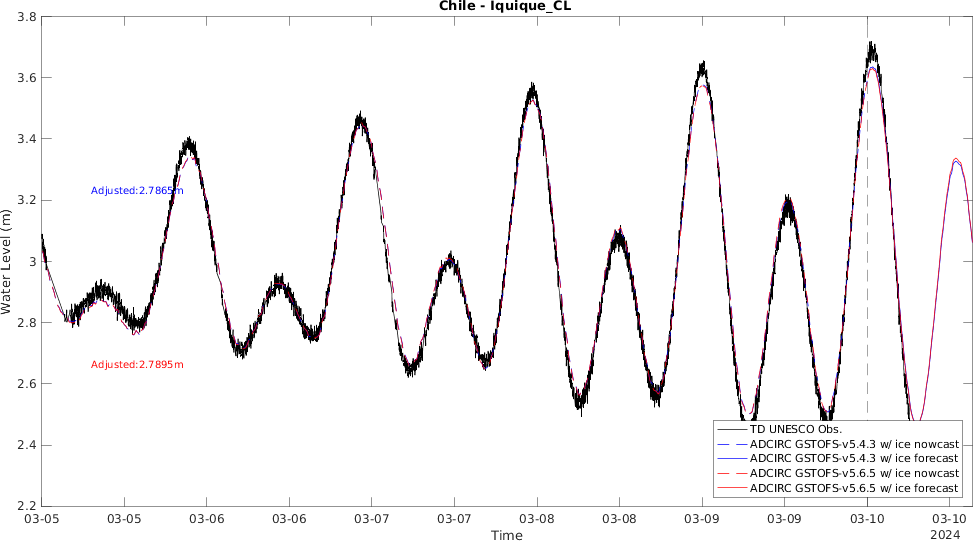 Chile - Iquique_CL
3.8
3.6
3.4
3.2
3
2.8
2.6
2.4
2.2
Water Level (m)
Adjusted:2.7865m
Adjusted:2.7895m
TD UNESCO Obs.
ADCIRC GSTOFS-v5.4.3 w/ ice nowcast
ADCIRC GSTOFS-v5.4.3 w/ ice forecast
ADCIRC GSTOFS-v5.6.5 w/ ice nowcast
ADCIRC GSTOFS-v5.6.5 w/ ice forecast
03-05 03-05 03-06 03-06 03-07 03-07 03-08 03-08 03-09 03-09 03-10 03-10
2024
Time